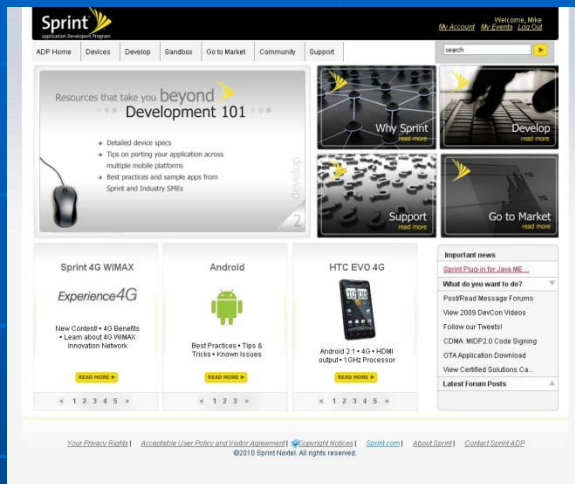 Sprint
Application Developers Program
Welcome, Mike
My Account My Events Log Out
ADP Home Devices Develop Sandbox Go to Market Community Support
search
Resources that take you beyond
Development 101
Detailed device specs
Tips on porting your application across
multiple mobile platforms
Best practices and sample apps from
Sprint and Industry SMEs
develop
2
Why Sprint
read more
Develop
read more
Support
read more
Go to Market
read more
Sprint 4G WiMAX
Experience4G
New Content! • 4G Benefits
• Learn about 4G WiMAX
Innovation Network
READ MORE
< 1 2 3 4 5 >
Android
Best Practices • Tips &
Tricks • Known Issues
READ MORE
< 1 2 3 >
HTC EVO 4G
Android 2.1 • 4G • HDMI
output • 1GHz Processor
READ MORE
< 1 2 3 4 5 >
Important news
Sprint Plug-in for Java ME ...
What do you want to do?
Post/Read Message Forums
View 2009 DevCon Videos
Follow our Tweets!
CDMA: MIDP2.0 Code Signing
OTA Application Download
View Certified Solutions Ca...
Latest Forum Posts
Your Privacy Rights | Acceptable User Policy and Visitor Agreement | Copyright Notices | Sprint.com | About Sprint | Contact Sprint ADP
©2010 Sprint Nextel. All rights reserved.